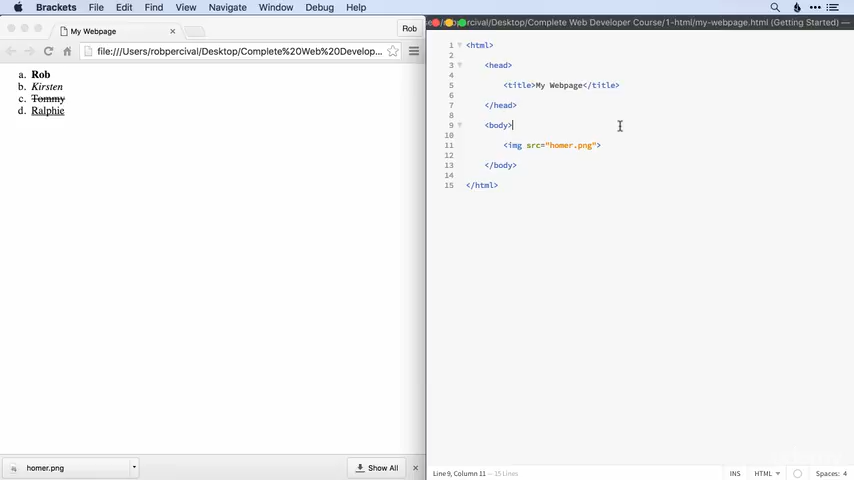 Brackets File Edit Find View Navigate Window Debug Help
My Webpage
Rob
file:///Users/robpercival/Desktop/Complete%20Web%20Develop...
a. Rob
b. Kirsten
c. Tommy
d. Ralphie
homer.png
Show All
robpercival/Desktop/Complete Web Developer Course/1-html/my-webpage.html (Getting Started) —
1 <html>
2
3 <head>
4
5 <title>My Webpage</title>
6
7 </head>
8
9 <body>
10
11 <img src="homer.png">
12
13 </body>
14
15 </html>
Line 9, Column 11 — 15 Lines
INS HTML Spaces: 4